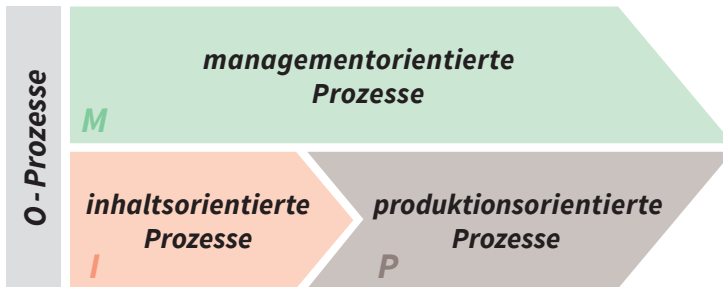 O - Prozesse
managementorientierte
Prozesse
M
inhaltsorientierte
Prozesse
I
produktionsorientierte
Prozesse
P